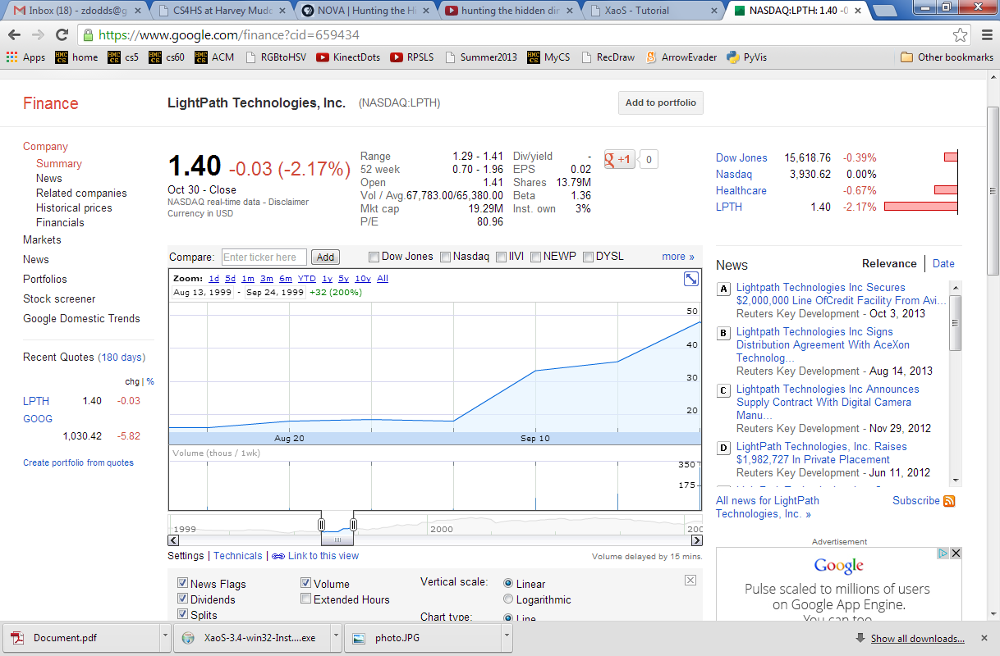 Inbox (18) - zdodds@g
CS4HS at Harvey Mudd
NOVA | Hunting the Hi
hunting the hidden dim
XaoS - Tutorial
NASDAQ:LPTH: 1.40 -0
https://www.google.com/finance?cid=659434
Apps home cs5 cs60 ACM RGBtoHSV KinectDots RPSLS Summer2013 MyCS RecDraw ArrowEvader PyVis Other bookmarks
Finance
LightPath Technologies, Inc. (NASDAQ:LPTH)
Add to portfolio
Company
Summary
News
Related companies
Historical prices
Financials
Markets
News
Portfolios
Stock screener
Google Domestic Trends
Recent Quotes (180 days)
chg | %
LPTH 1.40 -0.03
GOOG
1,030.42 -5.82
Create portfolio from quotes
1.40 -0.03 (-2.17%)
Oct 30 - Close
NASDAQ real-time data - Disclaimer
Currency in USD
Range 1.29 - 1.41
52 week 0.70 - 1.96
Open 1.41
Vol / Avg. 67,783.00/65,380.00
Mkt cap 19.29M
P/E 80.96
Div/yield -
EPS 0.02
Shares 13.79M
Beta 1.36
Inst. own 3%
g +1 0
Dow Jones 15,618.76 -0.39%
Nasdaq 3,930.62 0.00%
Healthcare -0.67%
LPTH 1.40 -2.17%
Compare: Enter ticker here Add Dow Jones Nasdaq IIVI NEWP DYSL more »
Zoom: 1d 5d 1m 3m 6m YTD 1y 5y 10y All
Aug 13, 1999 - Sep 24, 1999 +32 (200%)
50
40
30
20
Aug 20 Sep 10
Volume (thous / 1wk)
350
175
1999 2000 200
Settings | Technicals | Link to this view
Volume delayed by 15 mins.
News Flags
Dividends
Splits
Volume
Extended Hours
Vertical scale: Linear
Logarithmic
Chart type: Line
News
Relevance | Date
A Lightpath Technologies Inc Secures
$2,000,000 Line OfCredit Facility From Avi...
Reuters Key Development - Oct 3, 2013
B Lightpath Technologies Inc Signs
Distribution Agreement With AceXon
Technolog...
Reuters Key Development - Aug 14, 2013
C Lightpath Technologies Inc Announces
Supply Contract With Digital Camera
Manu...
Reuters Key Development - Nov 29, 2012
D LightPath Technologies, Inc. Raises
$1,982,727 In Private Placement
Reuters Key Development - Jun 11, 2012
All news for LightPath
Technologies, Inc. »
Subscribe
Advertisement
Google
Pulse scaled to millions of users
on Google App Engine.
You can too
Document.pdf
XaoS-3.4-win32-Inst....exe
photo.JPG
Show all downloads...